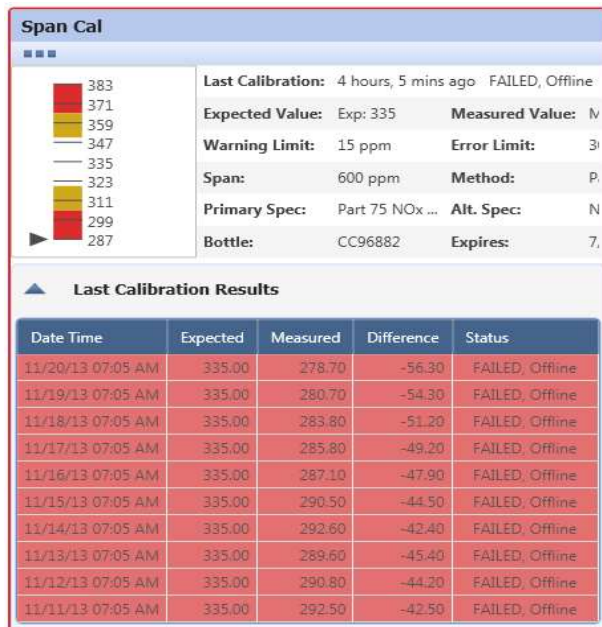 Span Cal
383
371
359
347
335
323
311
299
287
Last Calibration: 4 hours, 5 mins ago FAILED, Offline
Expected Value: Exp: 335 Measured Value:
Warning Limit: 15 ppm Error Limit:
Span: 600 ppm Method:
Primary Spec: Part 75 NOx ... Alt. Spec:
Bottle: CC96882 Expires: 7,
Last Calibration Results
Date Time Expected Measured Difference Status
11/20/13 07:05 AM 335.00 278.70 -56.30 FAILED, Offline
11/19/13 07:05 AM 335.00 280.70 -54.30 FAILED, Offline
11/18/13 07:05 AM 335.00 283.80 -51.20 FAILED, Offline
11/17/13 07:05 AM 335.00 285.80 -49.20 FAILED, Offline
11/16/13 07:05 AM 335.00 287.10 -47.90 FAILED, Offline
11/15/13 07:05 AM 335.00 290.50 -44.50 FAILED, Offline
11/14/13 07:05 AM 335.00 292.60 -42.40 FAILED, Offline
11/13/13 07:05 AM 335.00 289.60 -45.40 FAILED, Offline
11/12/13 07:05 AM 335.00 290.80 -44.20 FAILED, Offline
11/11/13 07:05 AM 335.00 292.50 -42.50 FAILED, Offline